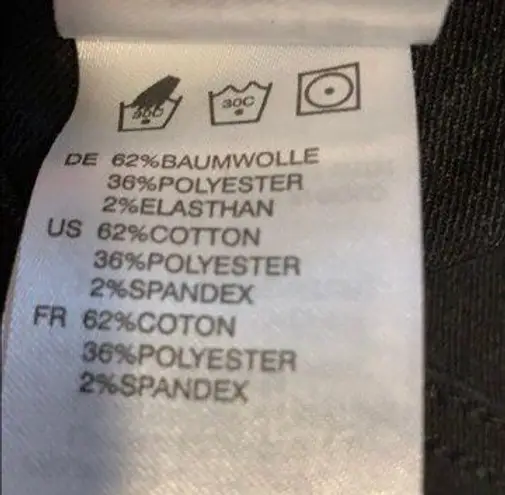 30C 30C
DE 62%BAUMWOLLE
36%POLYESTER
2%ELASTHAN
US 62%COTTON
36%POLYESTER
2%SPANDEX
FR 62%COTON
36%POLYESTER
2%SPANDEX